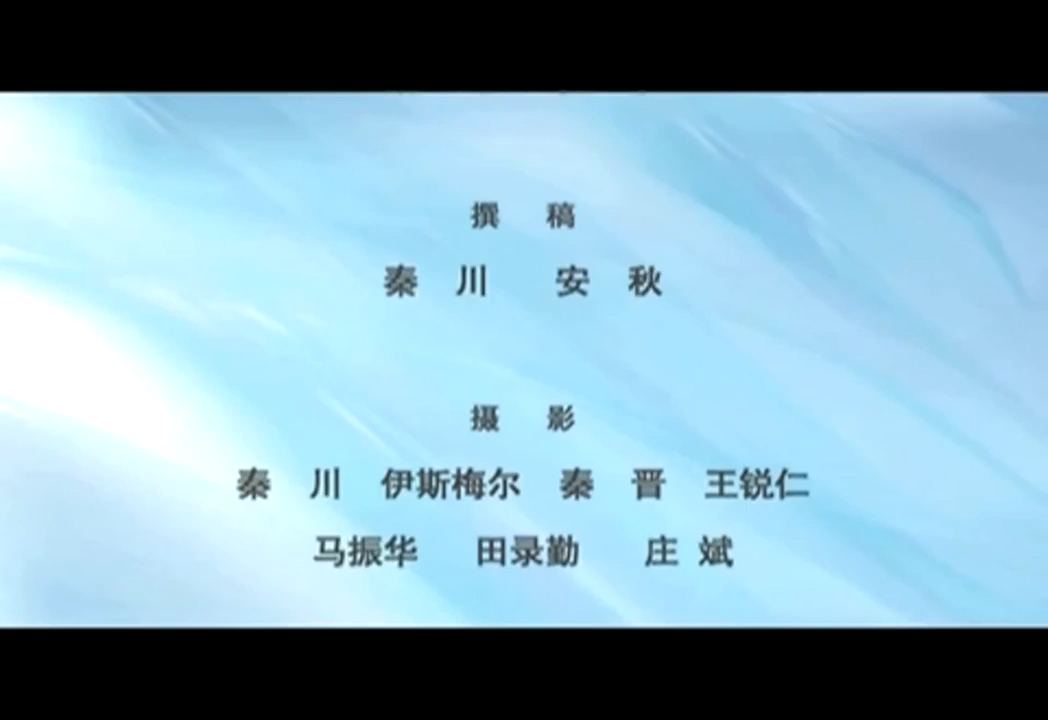 撰 稿
秦 川 安 秋
摄 影
秦 川 伊斯梅尔 秦 晋 王锐仁
马振华 田录勤 庄 斌